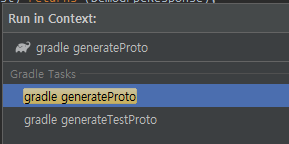 Run in Context:
gradle generateProto
Gradle Tasks
gradle generateProto
gradle generateTestProto